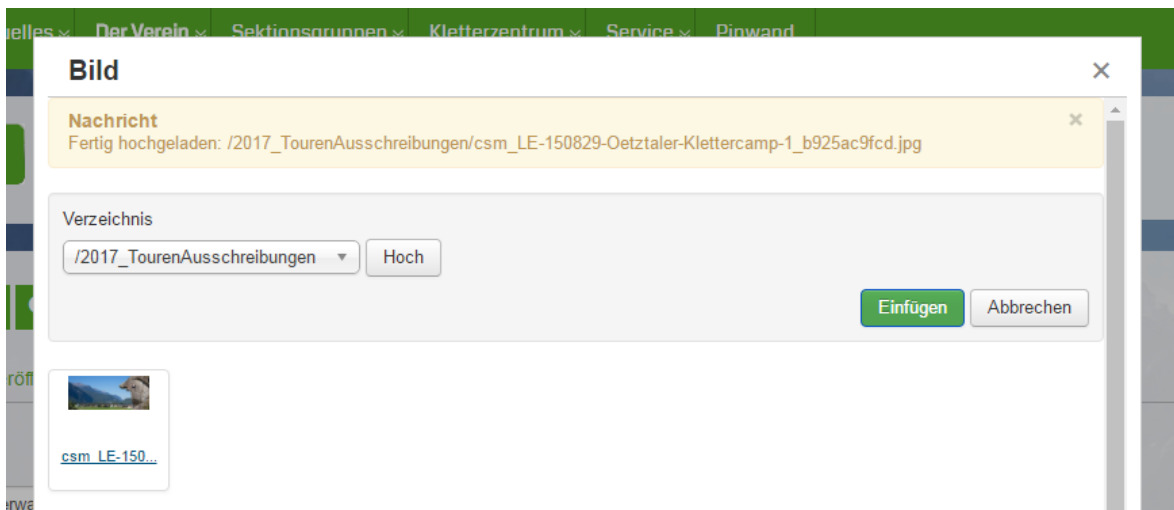 Der Verein
Sektionsgruppen
Kletterzentrum
Service
Pinwand
Bild
Nachricht
Fertig hochgeladen: /2017_TourenAusschreibungen/csm_LE-150829-Oetztaler-Klettercamp-1_b925ac9fcd.jpg
Verzeichnis
/2017_TourenAusschreibungen
Hoch
Einfügen
Abbrechen
csm_LE-150...